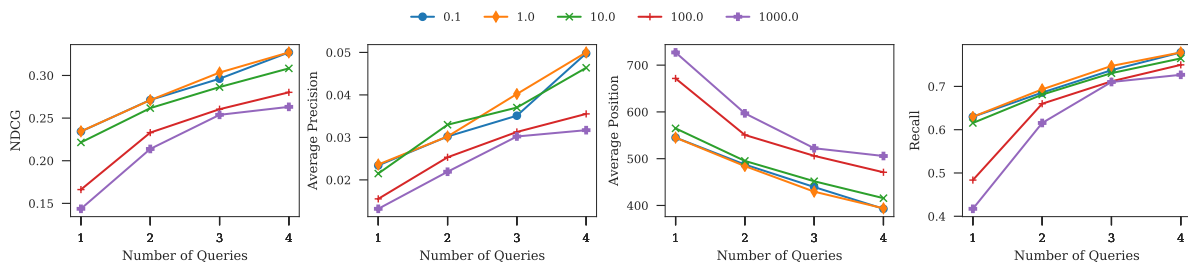 0.1 1.0 10.0 100.0 1000.0
NDCG
0.30
0.25
0.20
0.15
1 2 3 4
Number of Queries
Average Precision
0.05
0.04
0.03
0.02
1 2 3 4
Number of Queries
Average Position
700
600
500
400
1 2 3 4
Number of Queries
Recall
0.7
0.6
0.5
0.4
1 2 3 4
Number of Queries